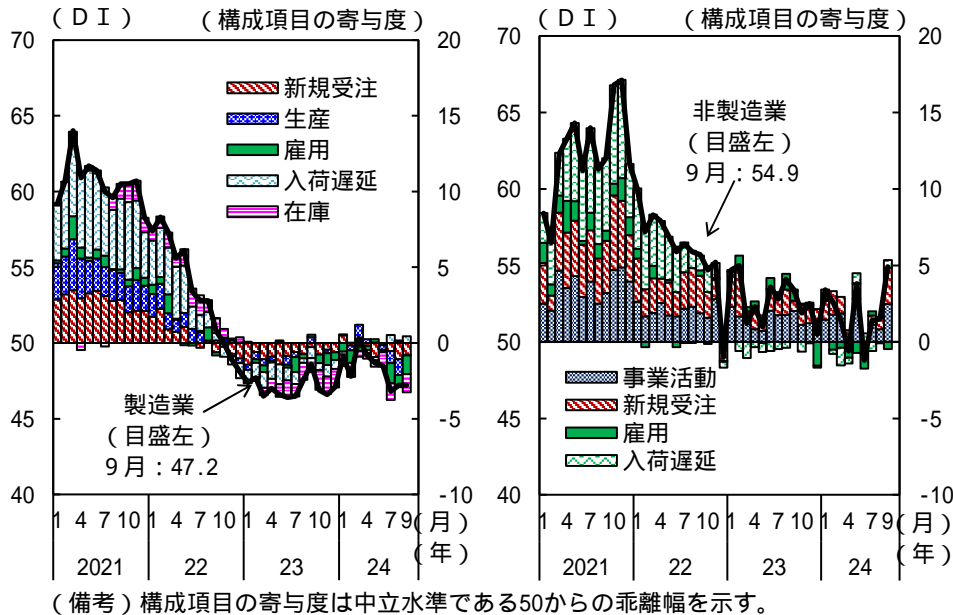 （ＤＩ）
（構成項目の寄与度）
70
65
60
55
50
45
40
20
15
10
5
0
-5
-10
新規受注
生産
雇用
入荷遅延
在庫
製造業
（目盛左）
９月：47.2
1 4 7 10 1 4 7 10 1 4 7 10 1 4 7 9（月）
2021 22 23 24（年）
（ＤＩ）
（構成項目の寄与度）
70
65
60
55
50
45
40
20
15
10
5
0
-5
-10
非製造業
（目盛左）
９月：54.9
事業活動
新規受注
雇用
入荷遅延
1 4 7 10 1 4 7 10 1 4 7 10 1 4 7 9（月）
2021 22 23 24（年）
（備考）構成項目の寄与度は中立水準である50からの乖離幅を示す。